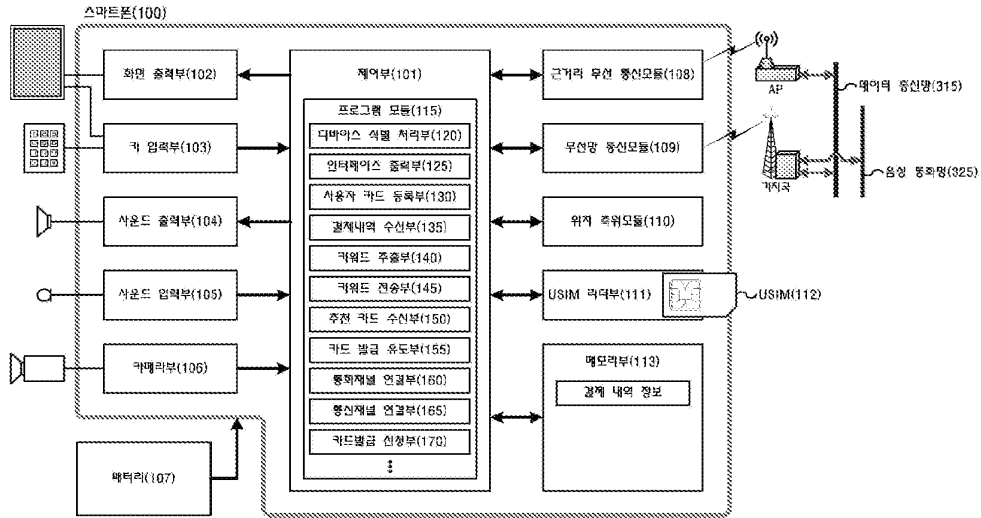 스마트폰(100)
화면 출력부(102)
키 입력부(103)
사운드 출력부(104)
사운드 입력부(105)
카메라부(106)
배터리(107)
제어부(101)
프로그램 모듈(115)
디바이스 식별 처리부(120)
인터페이스 출력부(125)
사용자 카드 등록부(130)
결제내역 수신부(135)
키워드 추출부(140)
키워드 전송부(145)
추천 카드 수신부(150)
카드 발급 유도부(155)
통화채널 연결부(160)
통신채널 연결부(165)
카드발급 신청부(170)
근거리 무선 통신모듈(108)
무선망 통신모듈(109)
위치 측위모듈(110)
USIM 리더부(111)
USIM(112)
메모리부(113)
결제 내역 정보
AP
기지국
데이터 통신망(315)
음성 통화망(325)